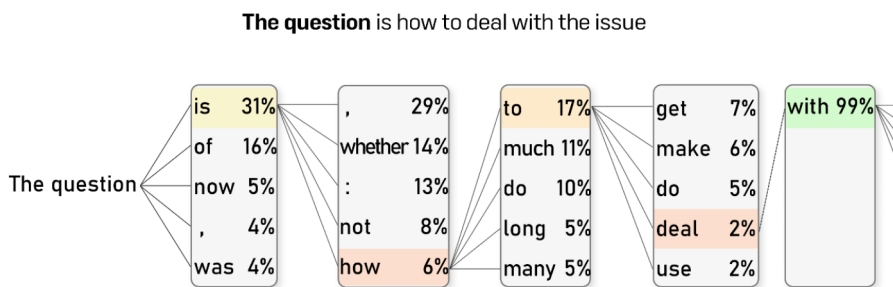 The question is how to deal with the issue
is 31% , 29% to 17% get 7% with 99%
of 16% whether 14% much 11% make 6%
The question now 5% : 13% do 10% do 5%
, 4% not 8% long 5% deal 2%
was 4% how 6% many 5% use 2%